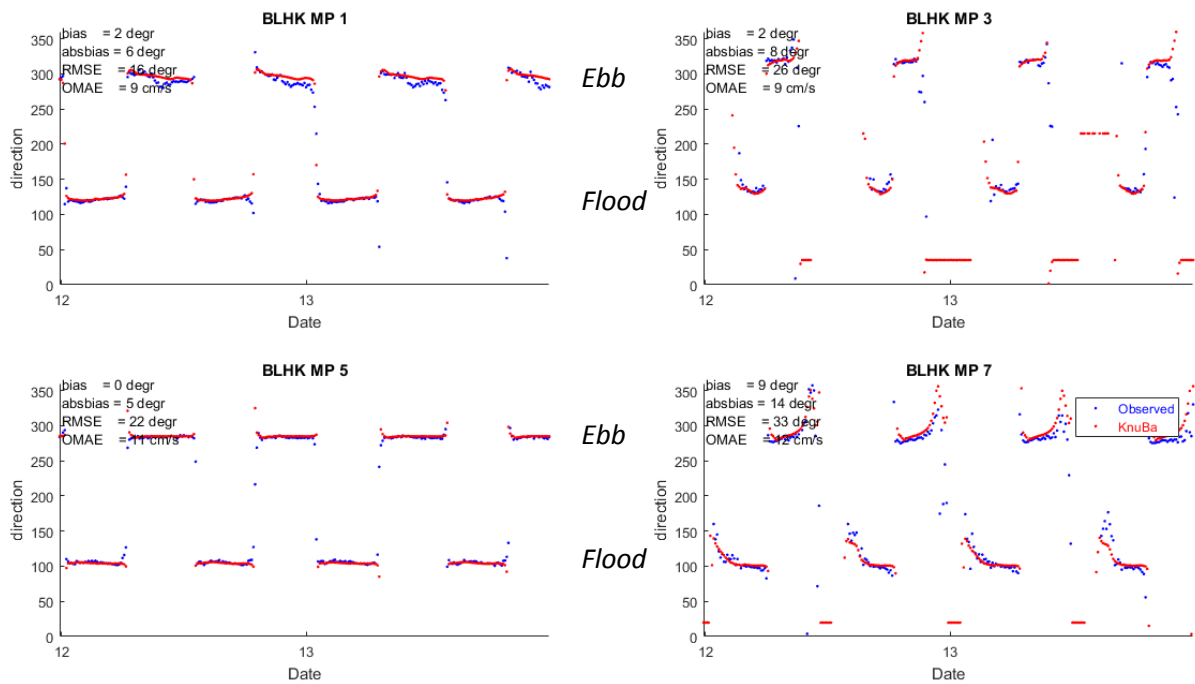 BLHK MP 1
350
300
250
200
150
100
50
0
direction
bias = 2 degr
absbias = 6 degr
RMSE = 16 degr
OMAE = 9 cm/s
12
13
Date
Ebb
Flood
BLHK MP 3
350
300
250
200
150
100
50
0
direction
bias = 2 degr
absbias = 8 degr
RMSE = 26 degr
OMAE = 9 cm/s
12
13
Date
BLHK MP 5
350
300
250
200
150
100
50
0
direction
bias = 0 degr
absbias = 5 degr
RMSE = 22 degr
OMAE = 11 cm/s
12
13
Date
Ebb
Flood
BLHK MP 7
350
300
250
200
150
100
50
0
direction
bias = 9 degr
absbias = 14 degr
RMSE = 33 degr
OMAE = 12 cm/s
Observed
KnuBa
12
13
Date